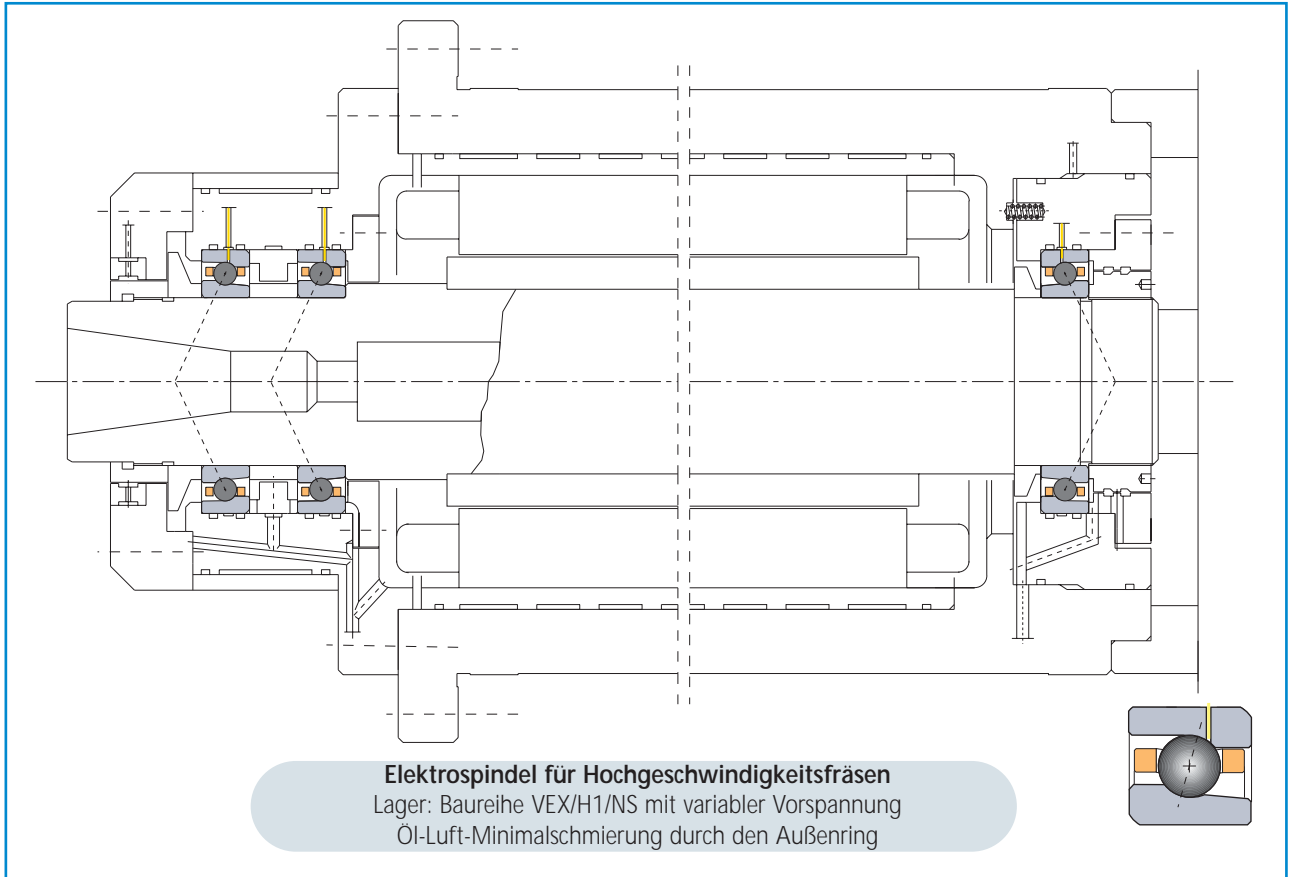 Elektrospindel für Hochgeschwindigkeitsfräsen
Lager: Baureihe VEX/H1/NS mit variabler Vorspannung
Öl-Luft-Minimalschmierung durch den Außenring